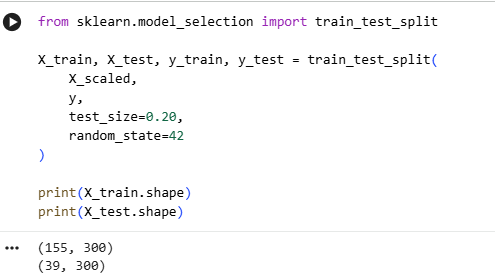 from sklearn.model_selection import train_test_split
X_train, X_test, y_train, y_test = train_test_split(
    X_scaled,
    y,
    test_size=0.20,
    random_state=42
)
print(X_train.shape)
print(X_test.shape)
(155, 300)
(39, 300)